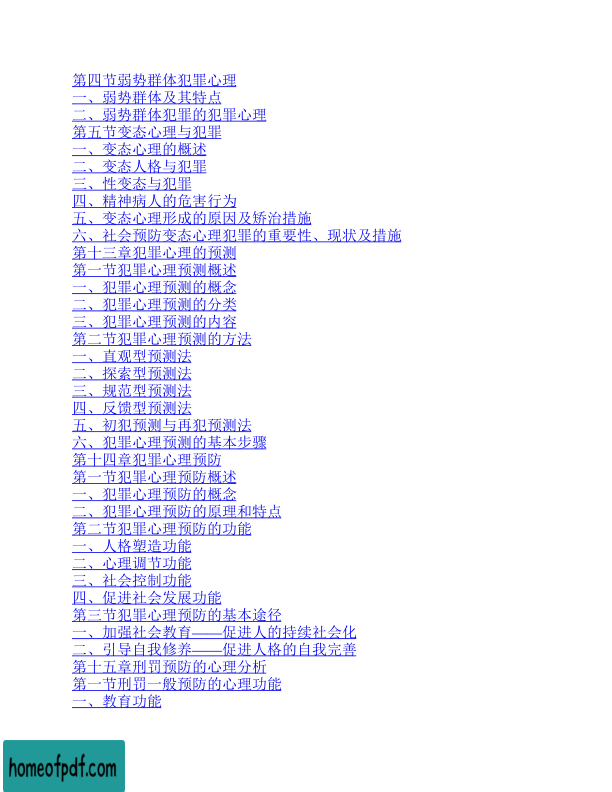 第四节弱势群体犯罪心理
一、弱势群体及其特点
二、弱势群体犯罪的犯罪心理
第五节变态心理与犯罪
一、变态心理的概述
二、变态人格与犯罪
三、性变态与犯罪
四、精神病人的危害行为
五、变态心理形成的原因及矫治措施
六、社会预防变态心理犯罪的重要性、现状及措施
第十三章犯罪心理的预测
第一节犯罪心理预测概述
一、犯罪心理预测的概念
二、犯罪心理预测的分类
三、犯罪心理预测的内容
第二节犯罪心理预测的方法
一、直观型预测法
二、探索型预测法
三、规范型预测法
四、反馈型预测法
五、初犯预测与再犯预测法
六、犯罪心理预测的基本步骤
第十四章犯罪心理预防
第一节犯罪心理预防概述
一、犯罪心理预防的概念
二、犯罪心理预防的原理和特点
第二节犯罪心理预防的功能
一、人格塑造功能
二、心理调节功能
三、社会控制功能
四、促进社会发展功能
第三节犯罪心理预防的基本途径
一、加强社会教育——促进人的持续社会化
二、引导自我修养——促进人格的自我完善
第十五章刑罚预防的心理分析
第一节刑罚一般预防的心理功能
一、教育功能
homeofpdf.com